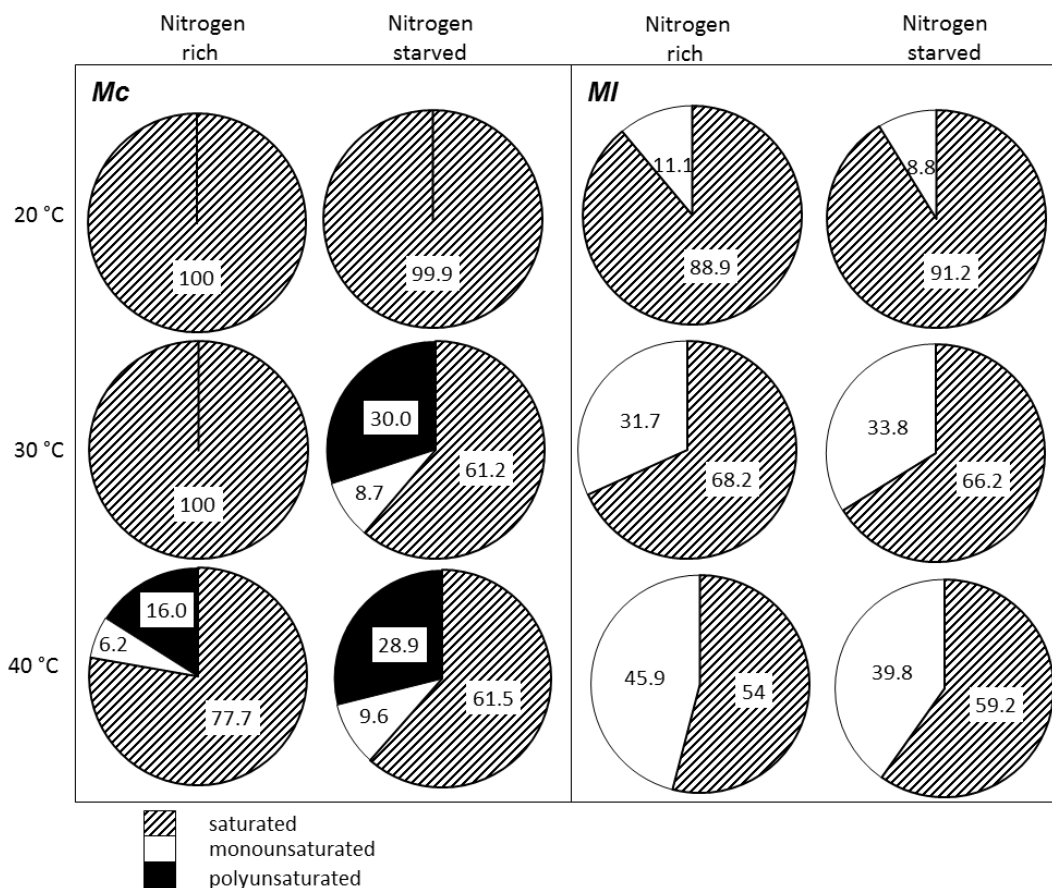 Nitrogen Nitrogen Nitrogen Nitrogen
rich starved rich starved
Mc Ml
20 °C 100 99.9 11.1 88.9 8.8 91.2
30 °C 100 30.0 8.7 61.2 31.7 68.2 33.8 66.2
40 °C 16.0 6.2 77.7 28.9 9.6 61.5 45.9 54 39.8 59.2
saturated
monounsaturated
polyunsaturated